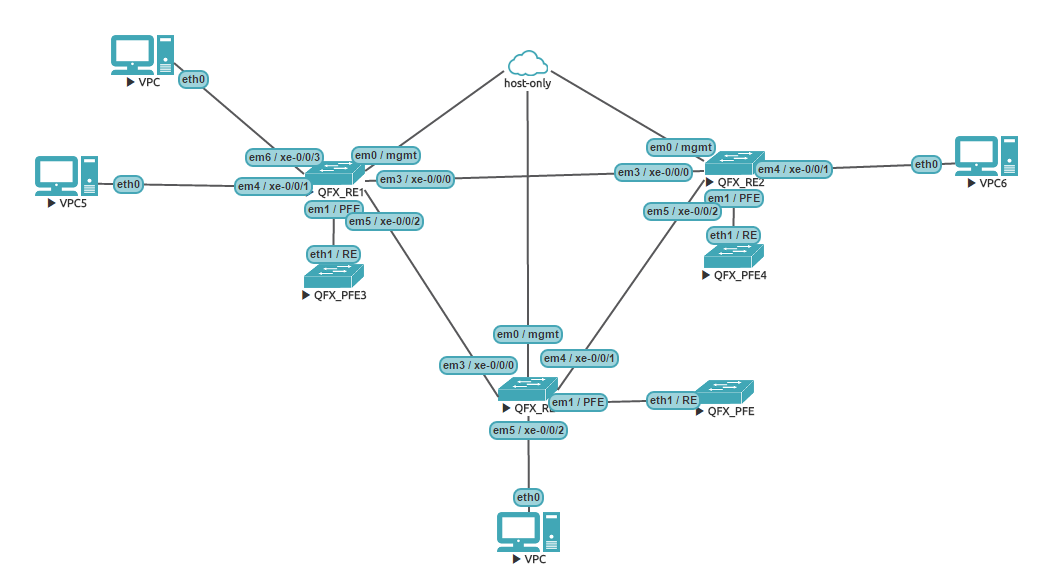 host-only
eth0
VPC
em6 / xe-0/0/3
em0 / mgmt
em0 / mgmt
eth0
VPC5
em4 / xe-0/0/1
QFX_RE1
em3 / xe-0/0/0
em3 / xe-0/0/0
QFX_RE2
em4 / xe-0/0/1
eth0
VPC6
em1 / PFE
em5 / xe-0/0/2
em5 / xe-0/0/2
em1 / PFE
eth1 / RE
QFX_PFE3
eth1 / RE
QFX_PFE4
em0 / mgmt
em3 / xe-0/0/0
em4 / xe-0/0/1
QFX_RE
em1 / PFE
eth1 / RE
QFX_PFE
em5 / xe-0/0/2
eth0
VPC